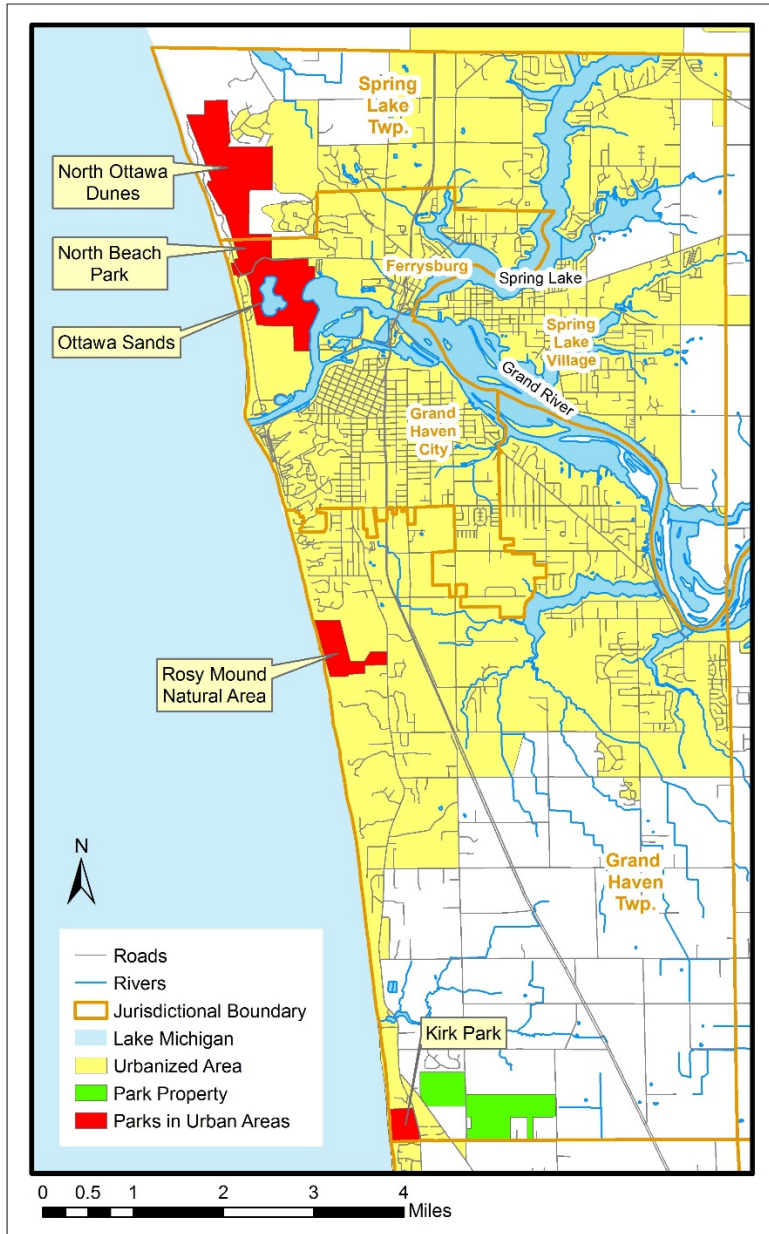 Spring
Lake
Twp.
North Ottawa
Dunes
North Beach
Park
Ferrysburg
Spring Lake
Ottawa Sands
Spring
Lake
Village
Grand River
Grand
Haven
City
Rosy Mound
Natural Area
N
Grand
Haven
Twp.
Roads
Rivers
Jurisdictional Boundary
Lake Michigan
Urbanized Area
Park Property
Parks in Urban Areas
Kirk Park
0 0.5 1 2 3 4
Miles